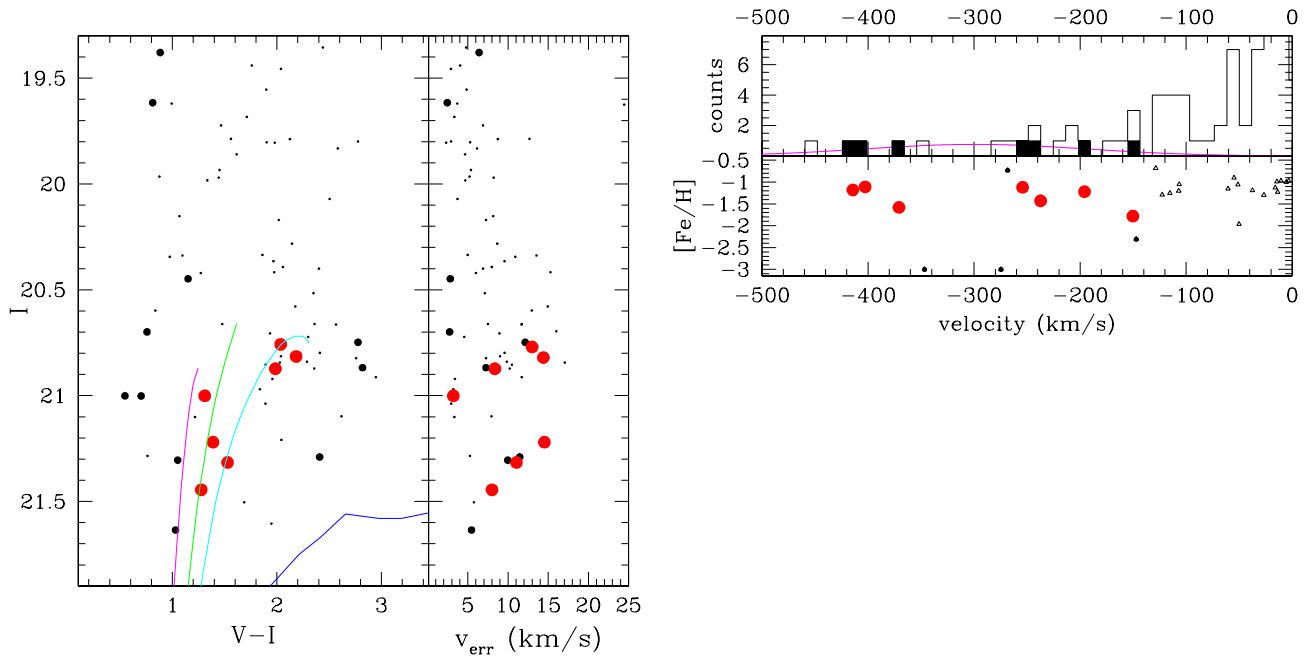 19.5
20
20.5
21
21.5
I
1 2 3
V−I
5 10 15 20 25
v_err (km/s)
−500 −400 −300 −200 −100 0
6
4
2
counts
−0.5
−1
−1.5
−2
−2.5
−3
[Fe/H]
−500 −400 −300 −200 −100 0
velocity (km/s)